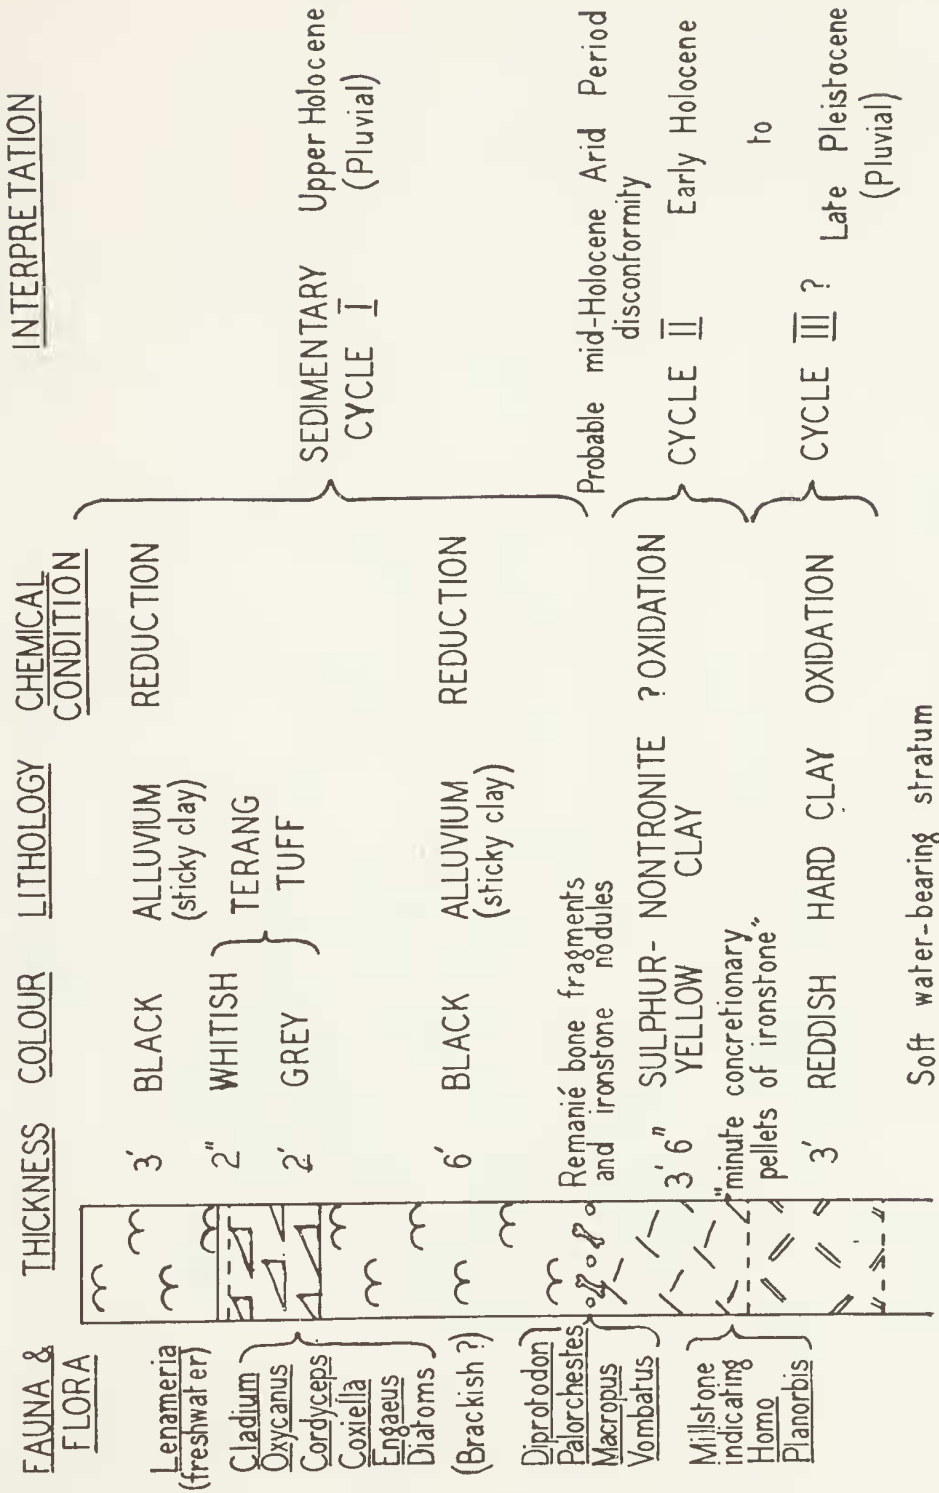 FAUNA & FLORA
THICKNESS
COLOUR
LITHOLOGY
CHEMICAL CONDITION
INTERPRETATION
Lenameria
(freshwater)
3'
BLACK
ALLUVIUM
(sticky clay)
REDUCTION
2"
WHITISH
2'
GREY
TERANG
TUFF
Cladium
Oxycanus
Cordyceps
Coxiella
Engaeus
Diatoms
SEDIMENTARY
CYCLE I
Upper Holocene
(Pluvial)
(Brackish ?)
6'
BLACK
ALLUVIUM
(sticky clay)
REDUCTION
Diprotodon
Palorchestes
Macropus
Vombatus
Remanié bone fragments
and ironstone nodules
Probable mid-Holocene Arid Period
disconformity
3' 6"
SULPHUR-
YELLOW
NONTRONITE
CLAY
? OXIDATION
CYCLE II
Early Holocene
to
Millstone
indicating
Homo
Planorbis
"minute concretionary
pellets of ironstone"
3'
REDDISH
HARD CLAY
OXIDATION
CYCLE III ?
Late Pleistocene
(Pluvial)
Soft water-bearing stratum